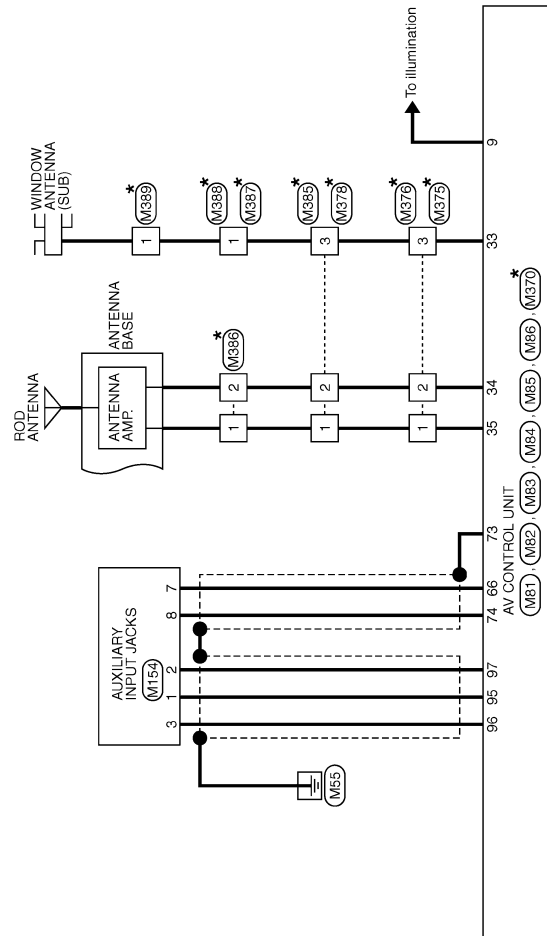 ROD
ANTENNA
WINDOW
ANTENNA
(SUB)
ANTENNA
BASE
ANTENNA
AMP.
1 * M389
1 * M388
* M387
1 2 * M386
1 2 3 * M385
* M378
1 2 3 * M376
* M375
To illumination
AUXILIARY
INPUT JACKS
M154
3 1 2 8 7
M55
96 95 97 74 66 73 35 34 33 9
AV CONTROL UNIT
M81 , M82 , M83 , M84 , M85 , M86 , M370 *